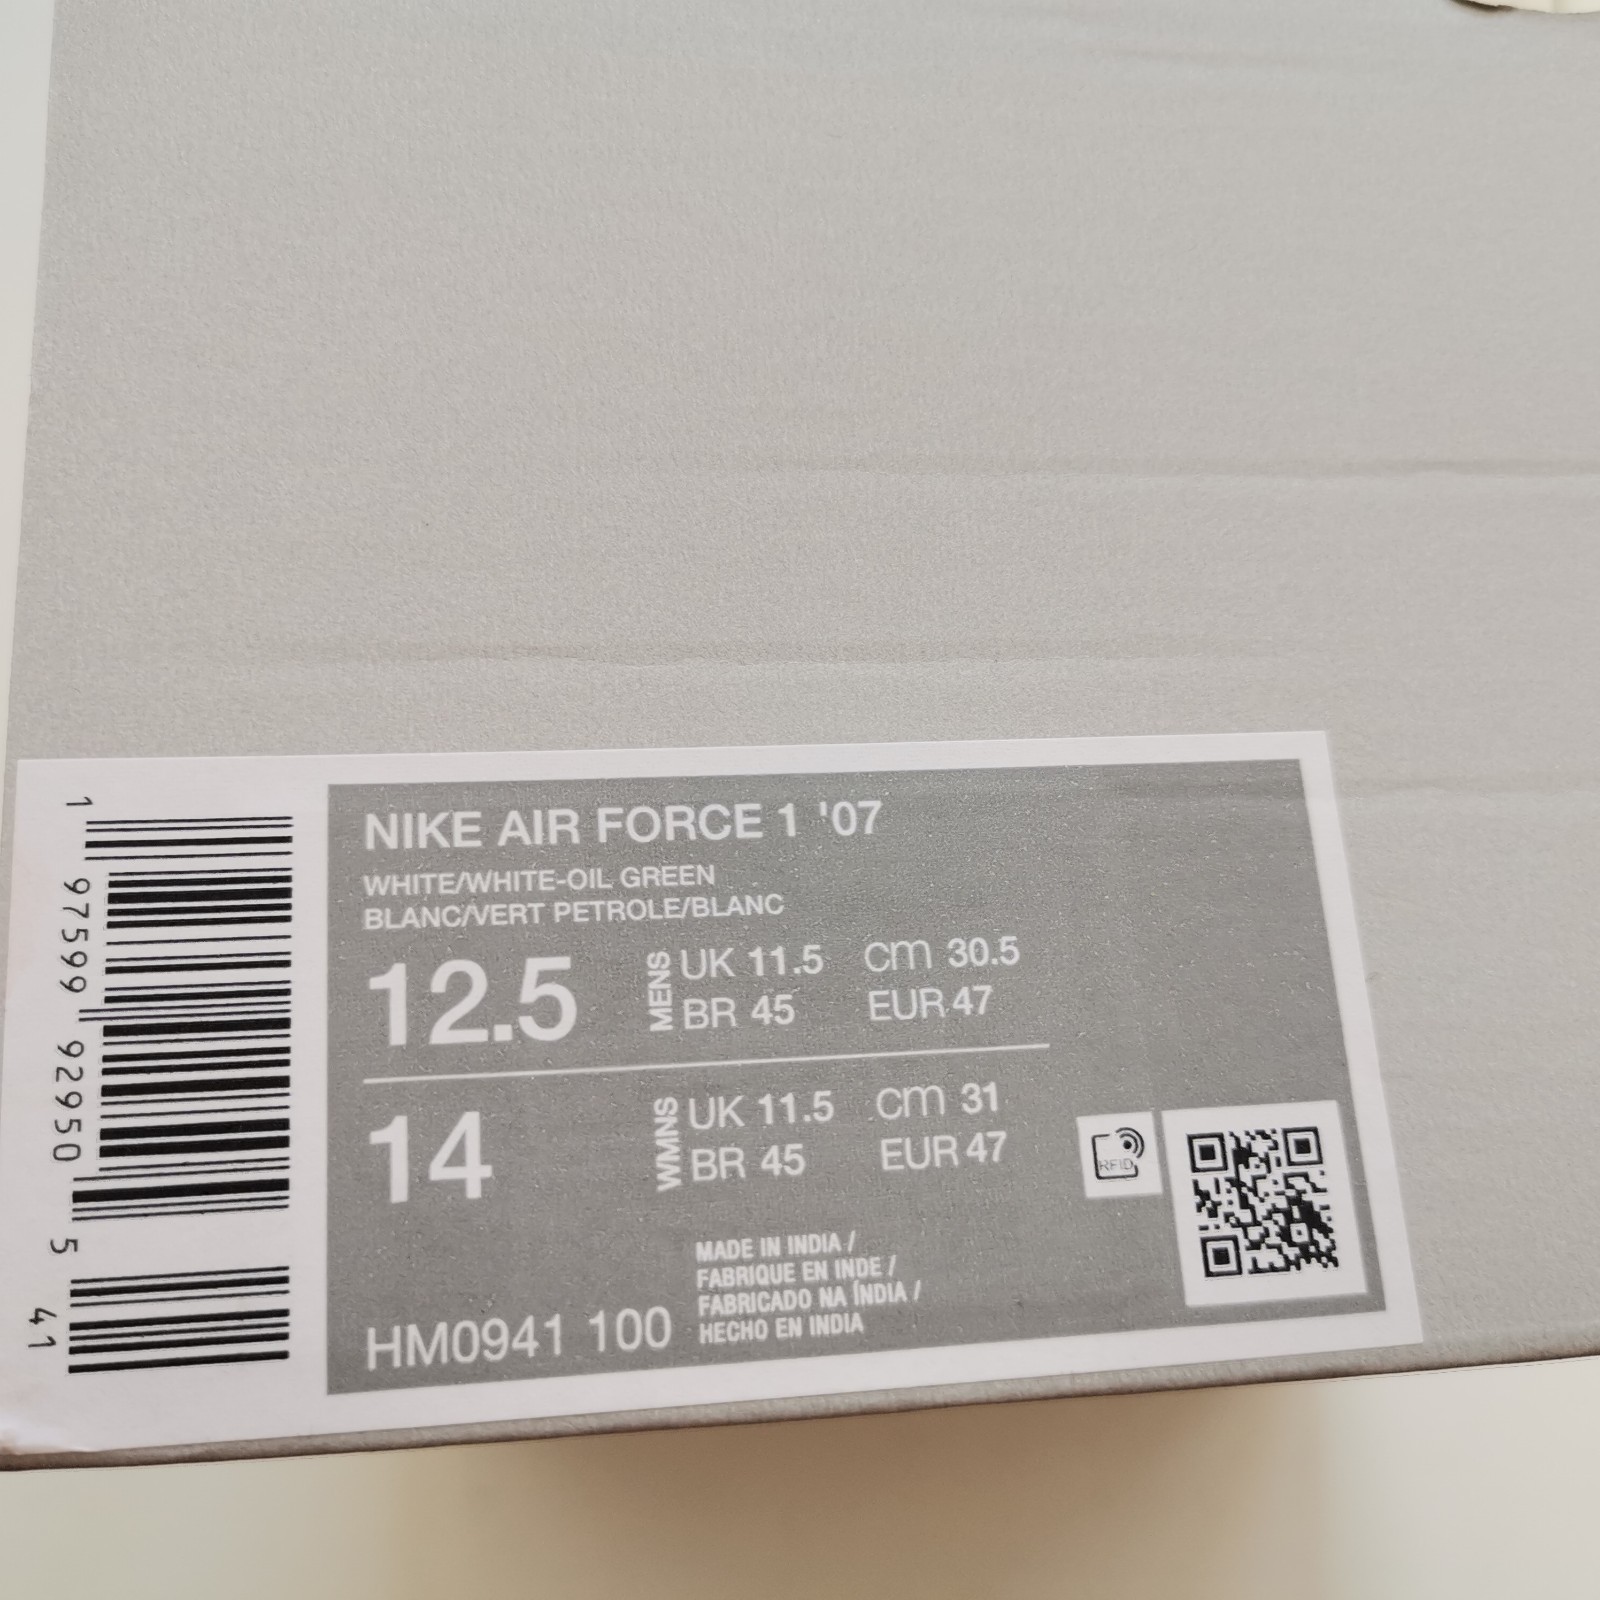 1 97599 92950 5 41
NIKE AIR FORCE 1 '07
WHITE/WHITE-OIL GREEN
BLANC/VERT PETROLE/BLANC
12.5 MENS UK 11.5 cm 30.5
BR 45 EUR 47
14 WMNS UK 11.5 cm 31
BR 45 EUR 47
RFID
MADE IN INDIA /
FABRIQUE EN INDE /
FABRICADO NA ÍNDIA /
HECHO EN INDIA
HM0941 100